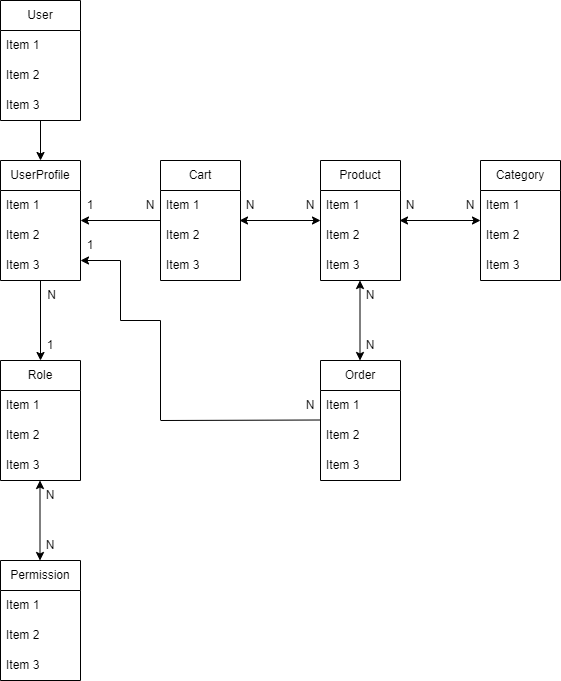 User
Item 1
Item 2
Item 3
UserProfile
Item 1
Item 2
Item 3
1
N
1
Cart
Item 1
Item 2
Item 3
N
N
Product
Item 1
Item 2
Item 3
N
N
Category
Item 1
Item 2
Item 3
N
1
N
N
Role
Item 1
Item 2
Item 3
N
Order
Item 1
Item 2
Item 3
N
N
Permission
Item 1
Item 2
Item 3